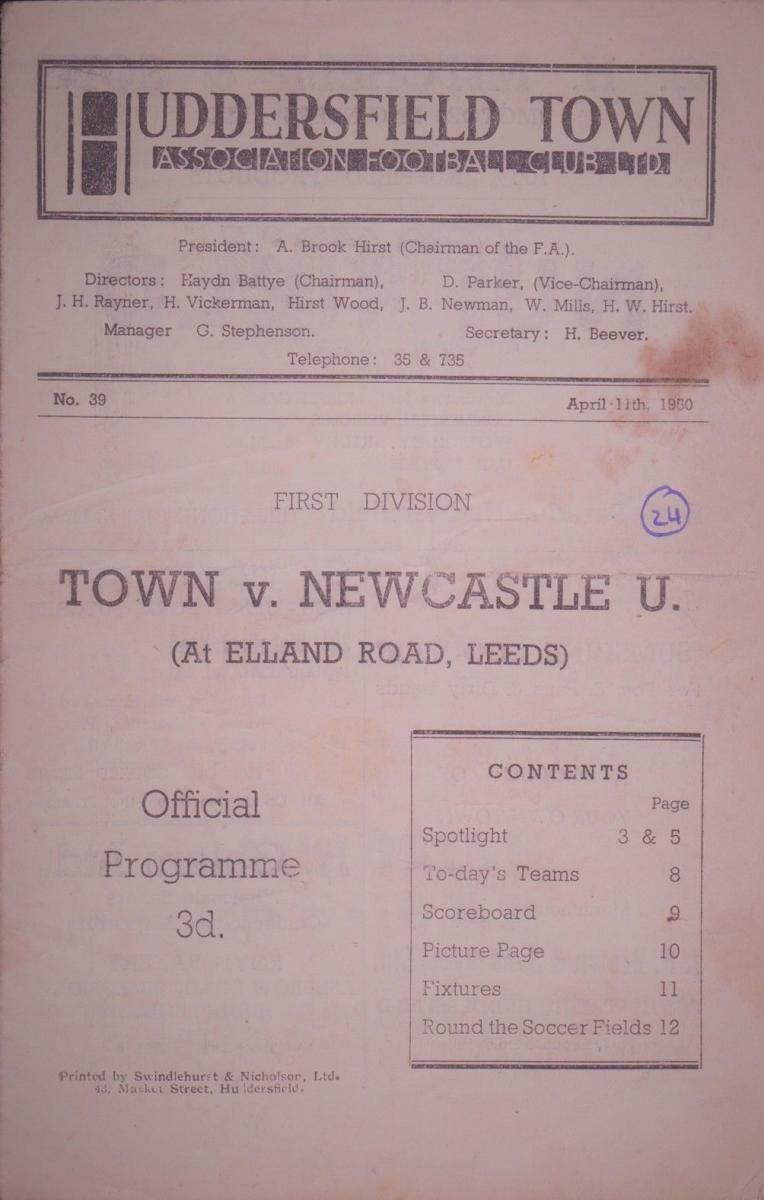 HUDDERSFIELD TOWN
ASSOCIATION FOOTBALL CLUB LTD.
President: A. Brook Hirst (Chairman of the F.A.).
Directors: Haydn Battye (Chairman), D. Parker, (Vice-Chairman),
J. H. Rayner, H. Vickerman, Hirst Wood, J. B. Newman, W. Mills, H. W. Hirst.
Manager G. Stephenson. Secretary: H. Beever.
Telephone: 35 & 735
No. 39 April 11th, 1950
FIRST DIVISION
24
TOWN v. NEWCASTLE U.
(At ELLAND ROAD, LEEDS)
Official
Programme
3d.
CONTENTS
Page
Spotlight 3 & 5
To-day's Teams 8
Scoreboard 9
Picture Page 10
Fixtures 11
Round the Soccer Fields 12
Printed by Swindlehurst & Nicholson, Ltd.
43, Market Street, Huddersfield.